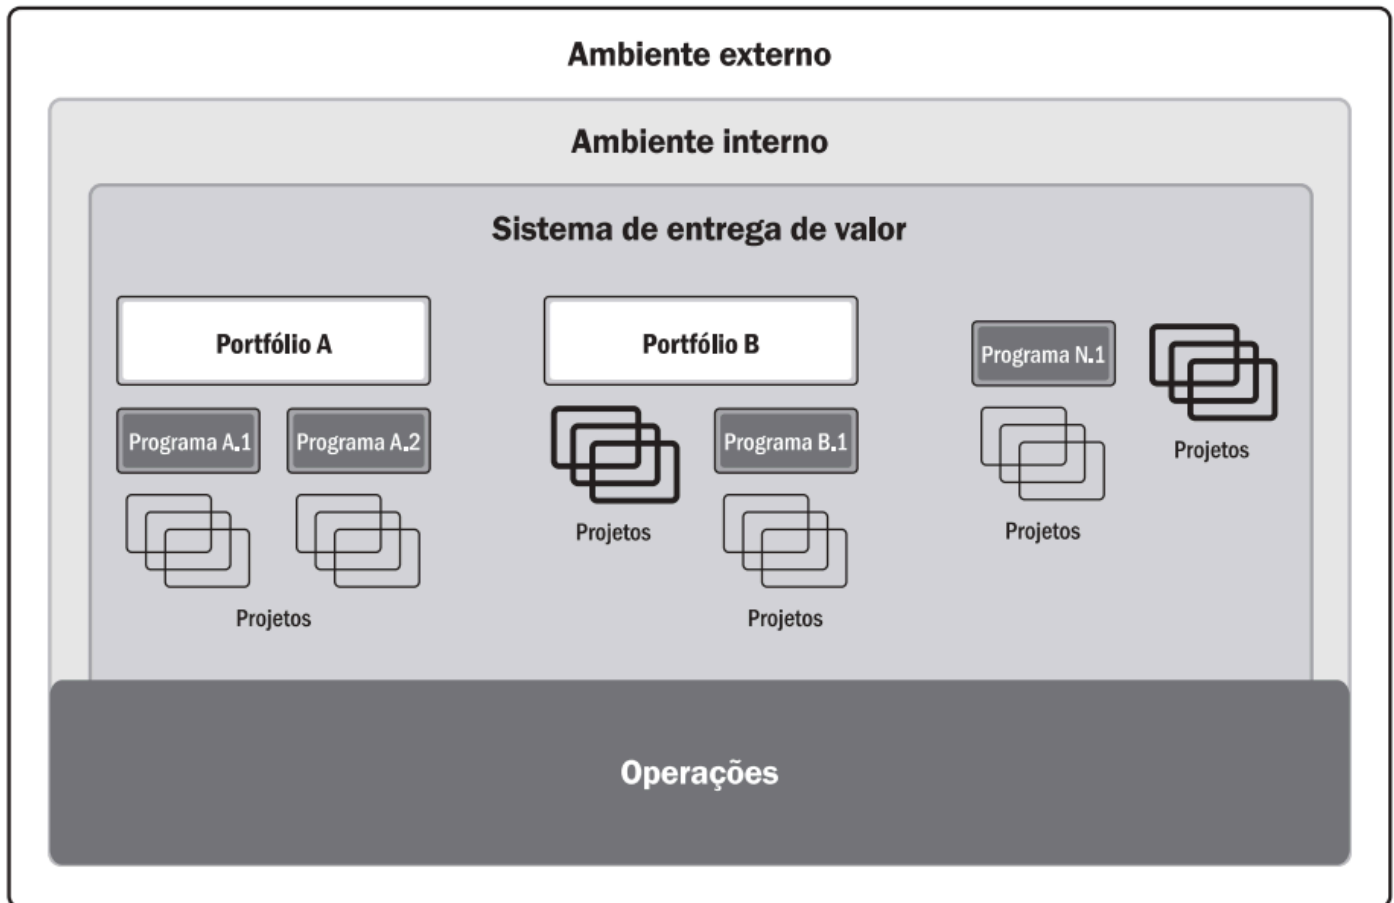 Ambiente externo
Ambiente interno
Sistema de entrega de valor
Portfólio A
Portfólio B
Programa N.1
Programa A.1
Programa A.2
Programa B.1
Projetos
Projetos
Projetos
Projetos
Projetos
Operações